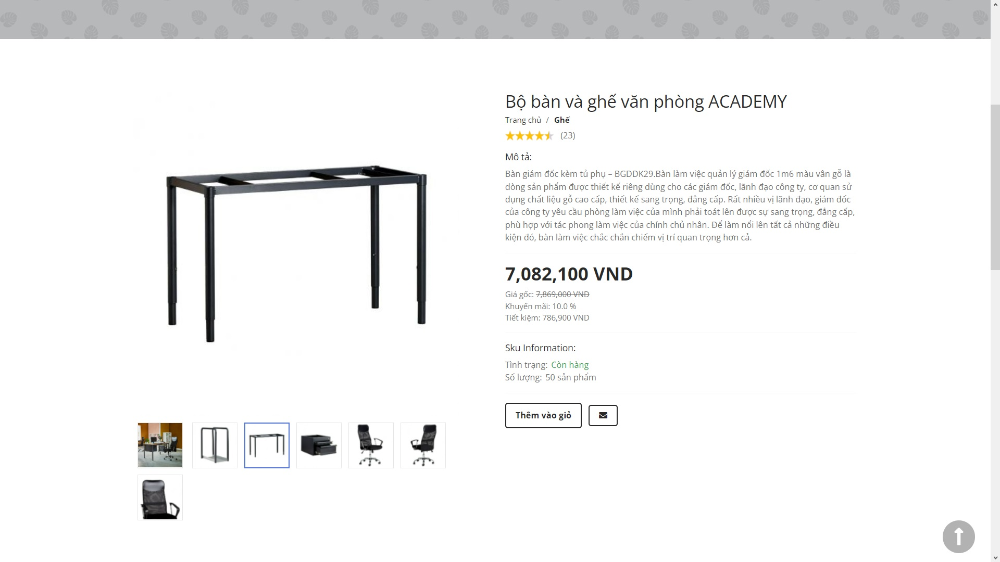 Bộ bàn và ghế văn phòng ACADEMY
Trang chủ / Ghế
(23)
Mô tả:
Bàn giám đốc kèm tủ phụ – BGDDK29.Bàn làm việc quản lý giám đốc 1m6 màu vân gỗ là
dòng sản phẩm được thiết kế riêng dùng cho các giám đốc, lãnh đạo công ty, cơ quan sử
dụng chất liệu gỗ cao cấp, thiết kế sang trọng, đẳng cấp. Rất nhiều vị lãnh đạo, giám đốc
của công ty yêu cầu phòng làm việc của mình phải toát lên được sự sang trọng, đẳng cấp,
phù hợp với tác phong làm việc của chính chủ nhân. Để làm nổi lên tất cả những điều
kiện đó, bàn làm việc chắc chắn chiếm vị trí quan trọng hơn cả.
7,082,100 VND
Giá gốc: 7,869,000 VND
Khuyến mãi: 10.0 %
Tiết kiệm: 786,900 VND
Sku Information:
Tình trạng: Còn hàng
Số lượng: 50 sản phẩm
Thêm vào giỏ